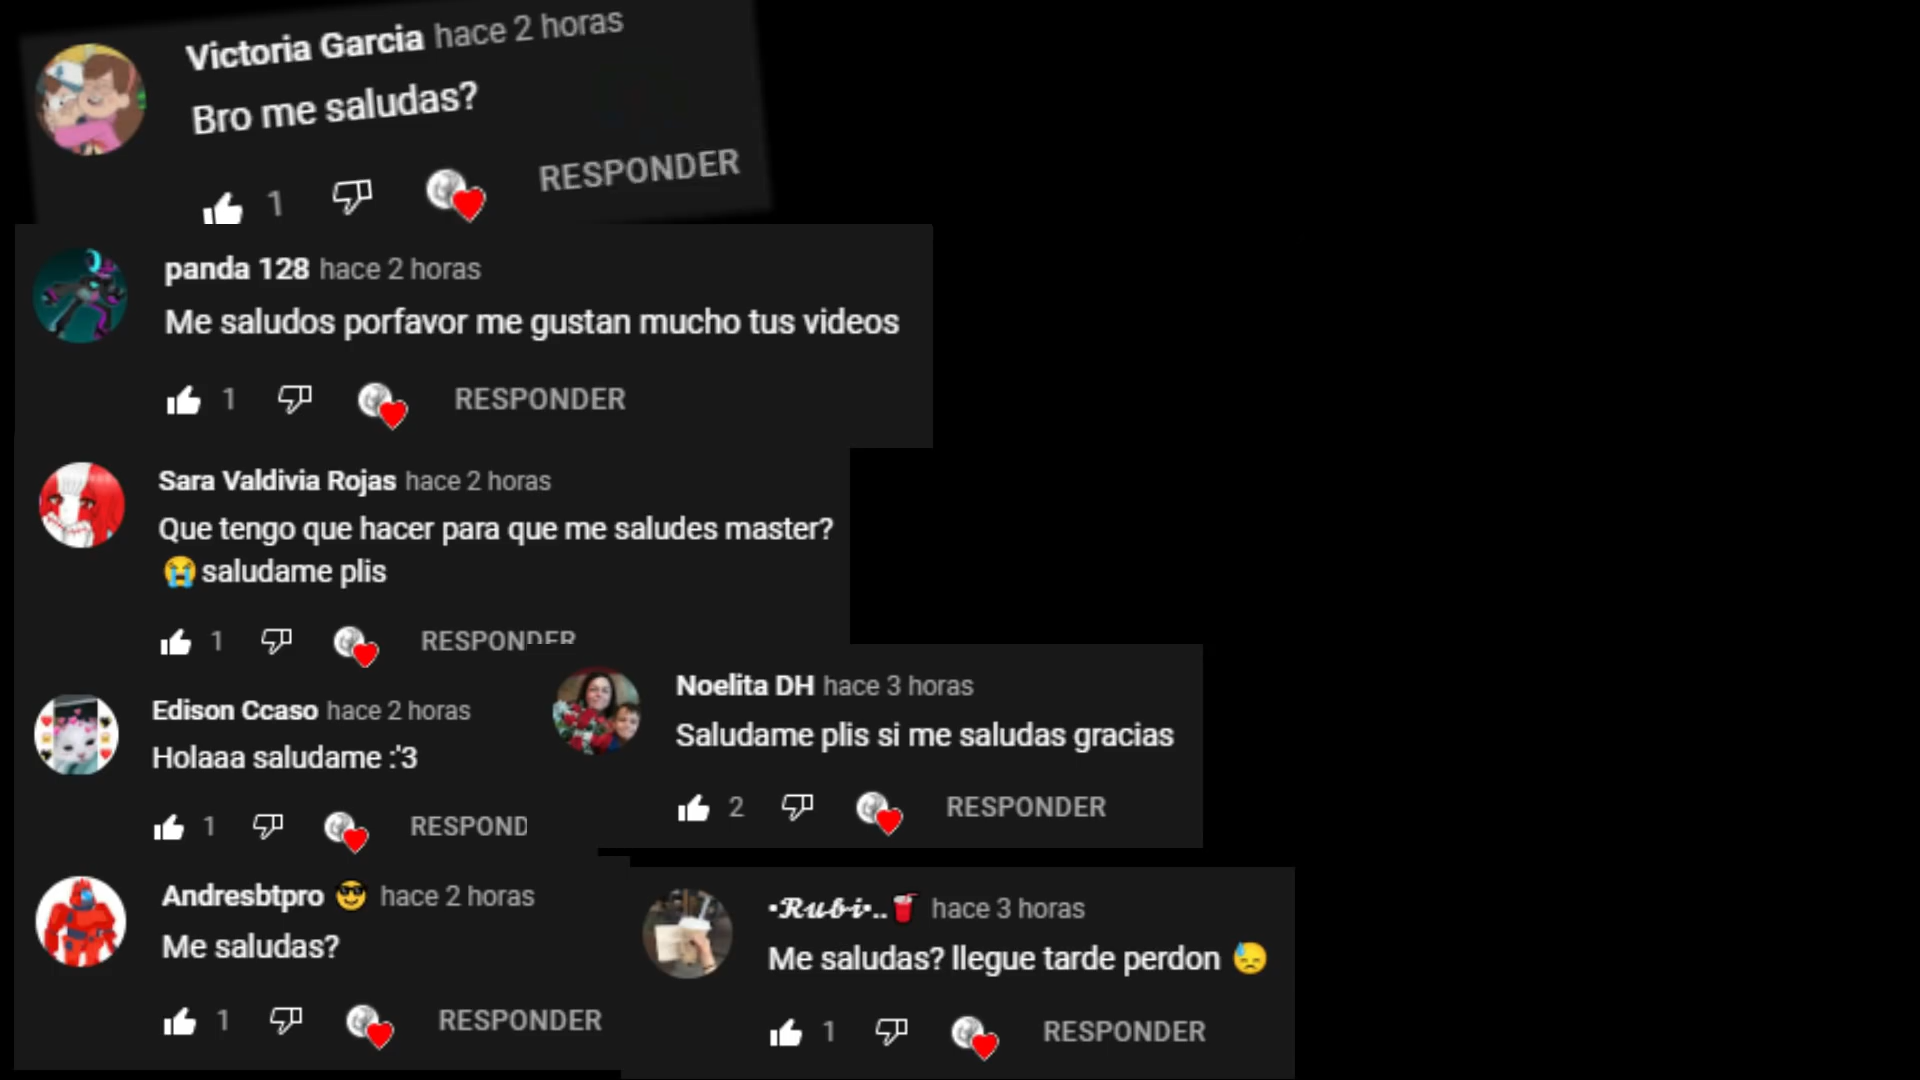 Victoria Garcia hace 2 horas
Bro me saludas?
1 RESPONDER
panda 128 hace 2 horas
Me saludos porfavor me gustan mucho tus videos
1 RESPONDER
Sara Valdivia Rojas hace 2 horas
Que tengo que hacer para que me saludes master?
😭saludame plis
1 RESPONDER
Edison Ccaso hace 2 horas
Holaaa saludame :'3
1 RESPOND
Noelita DH hace 3 horas
Saludame plis si me saludas gracias
2 RESPONDER
Andresbtpro 😎 hace 2 horas
Me saludas?
1 RESPONDER
•𝓡𝓾𝓫𝓲•..🥤 hace 3 horas
Me saludas? llegue tarde perdon 😓
1 RESPONDER